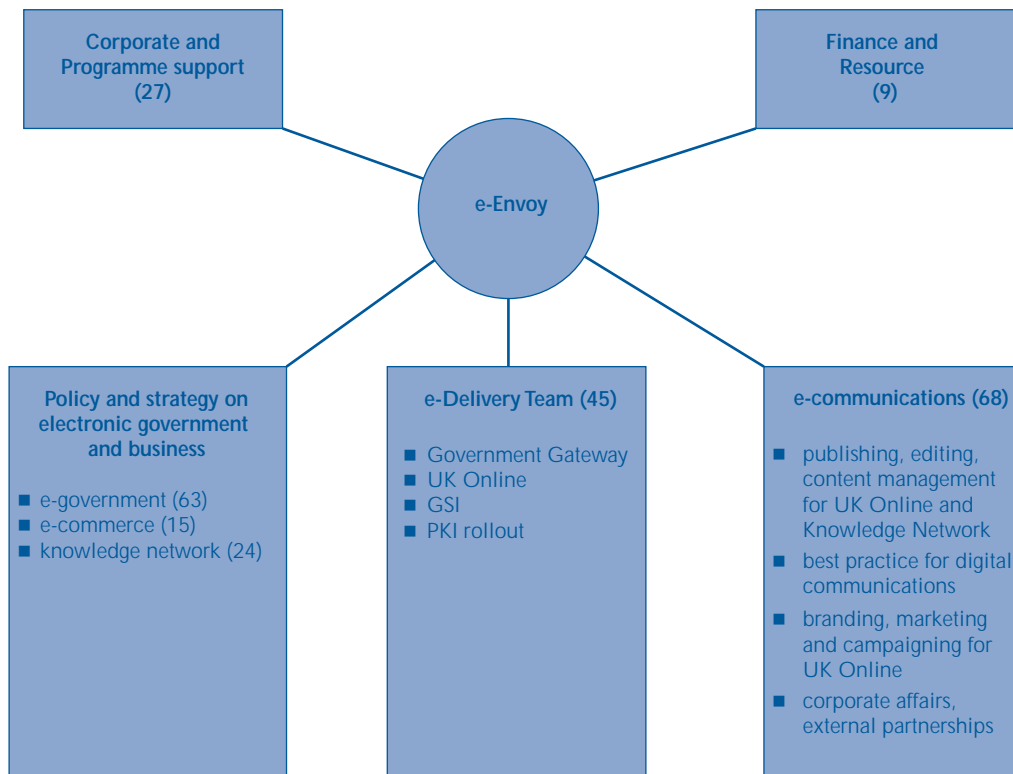 Corporate and
Programme support
(27)
Finance and
Resource
(9)
e-Envoy
Policy and strategy on
electronic government
and business
■ e-government (63)
■ e-commerce (15)
■ knowledge network (24)
e-Delivery Team (45)
■ Government Gateway
■ UK Online
■ GSI
■ PKI rollout
e-communications (68)
■ publishing, editing,
content management
for UK Online and
Knowledge Network
■ best practice for digital
communications
■ branding, marketing
and campaigning for
UK Online
■ corporate affairs,
external partnerships